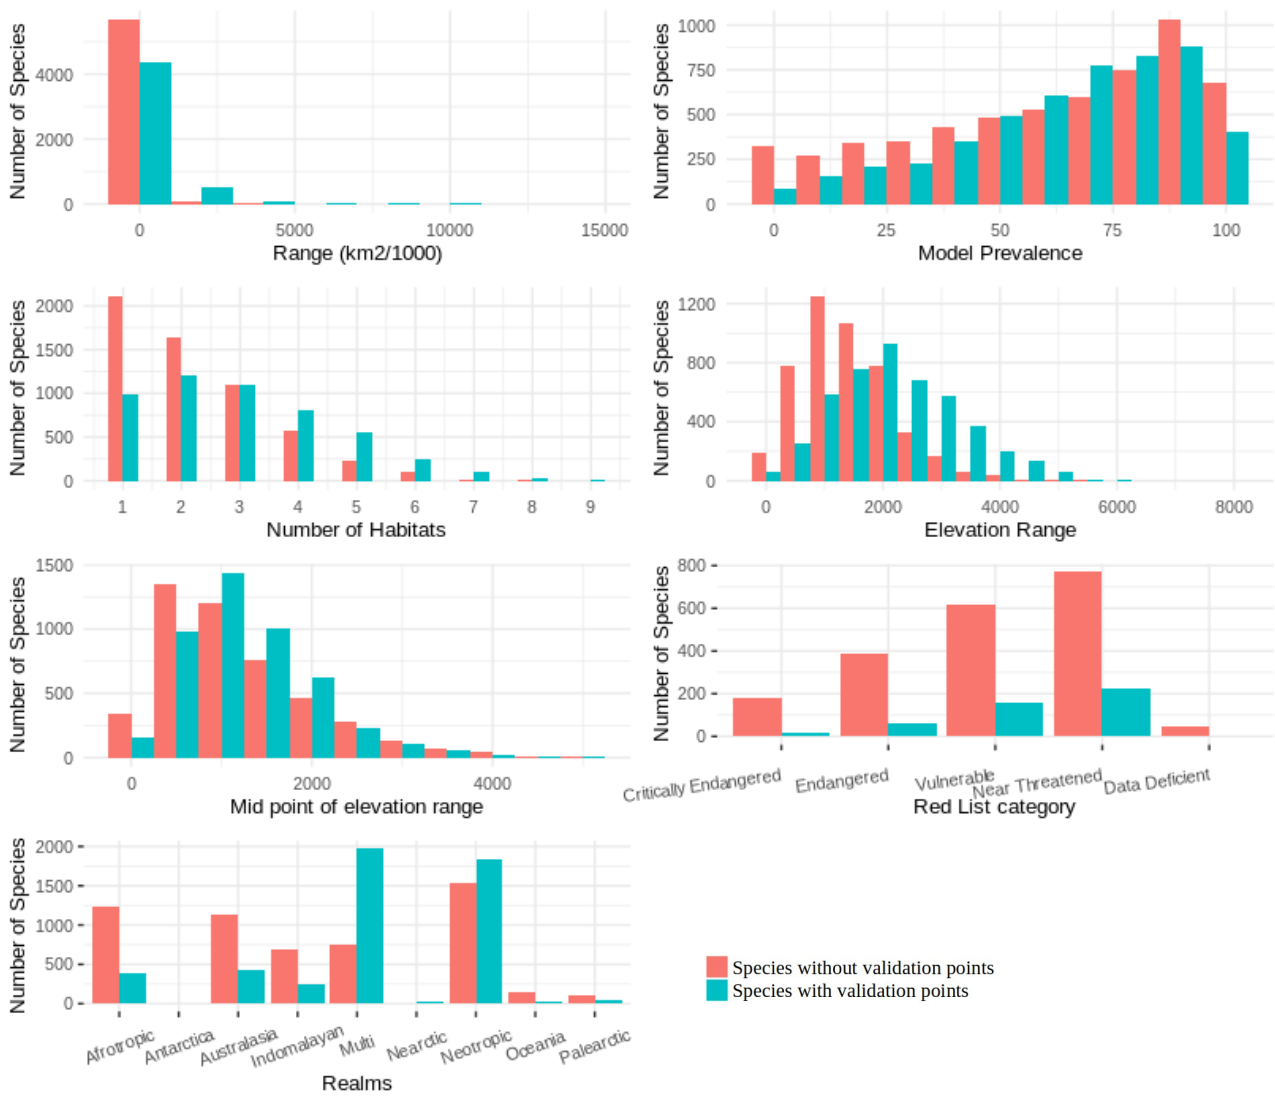 Number of Species
4000
2000
0
0 5000 10000 15000
Range (km2/1000)
Number of Species
1000
750
500
250
0
0 25 50 75 100
Model Prevalence
Number of Species
2000
1500
1000
500
0
1 2 3 4 5 6 7 8 9
Number of Habitats
Number of Species
1200
800
400
0
0 2000 4000 6000 8000
Elevation Range
Number of Species
1500
1000
500
0
0 2000 4000
Mid point of elevation range
Number of Species
800
600
400
200
0
Critically Endangered Endangered Vulnerable Near Threatened Data Deficient
Red List category
Number of Species
2000
1500
1000
500
0
Afrotropic Antarctica Australasia Indomalayan Multi Nearctic Neotropic Oceania Palearctic
Realms
Species without validation points
Species with validation points